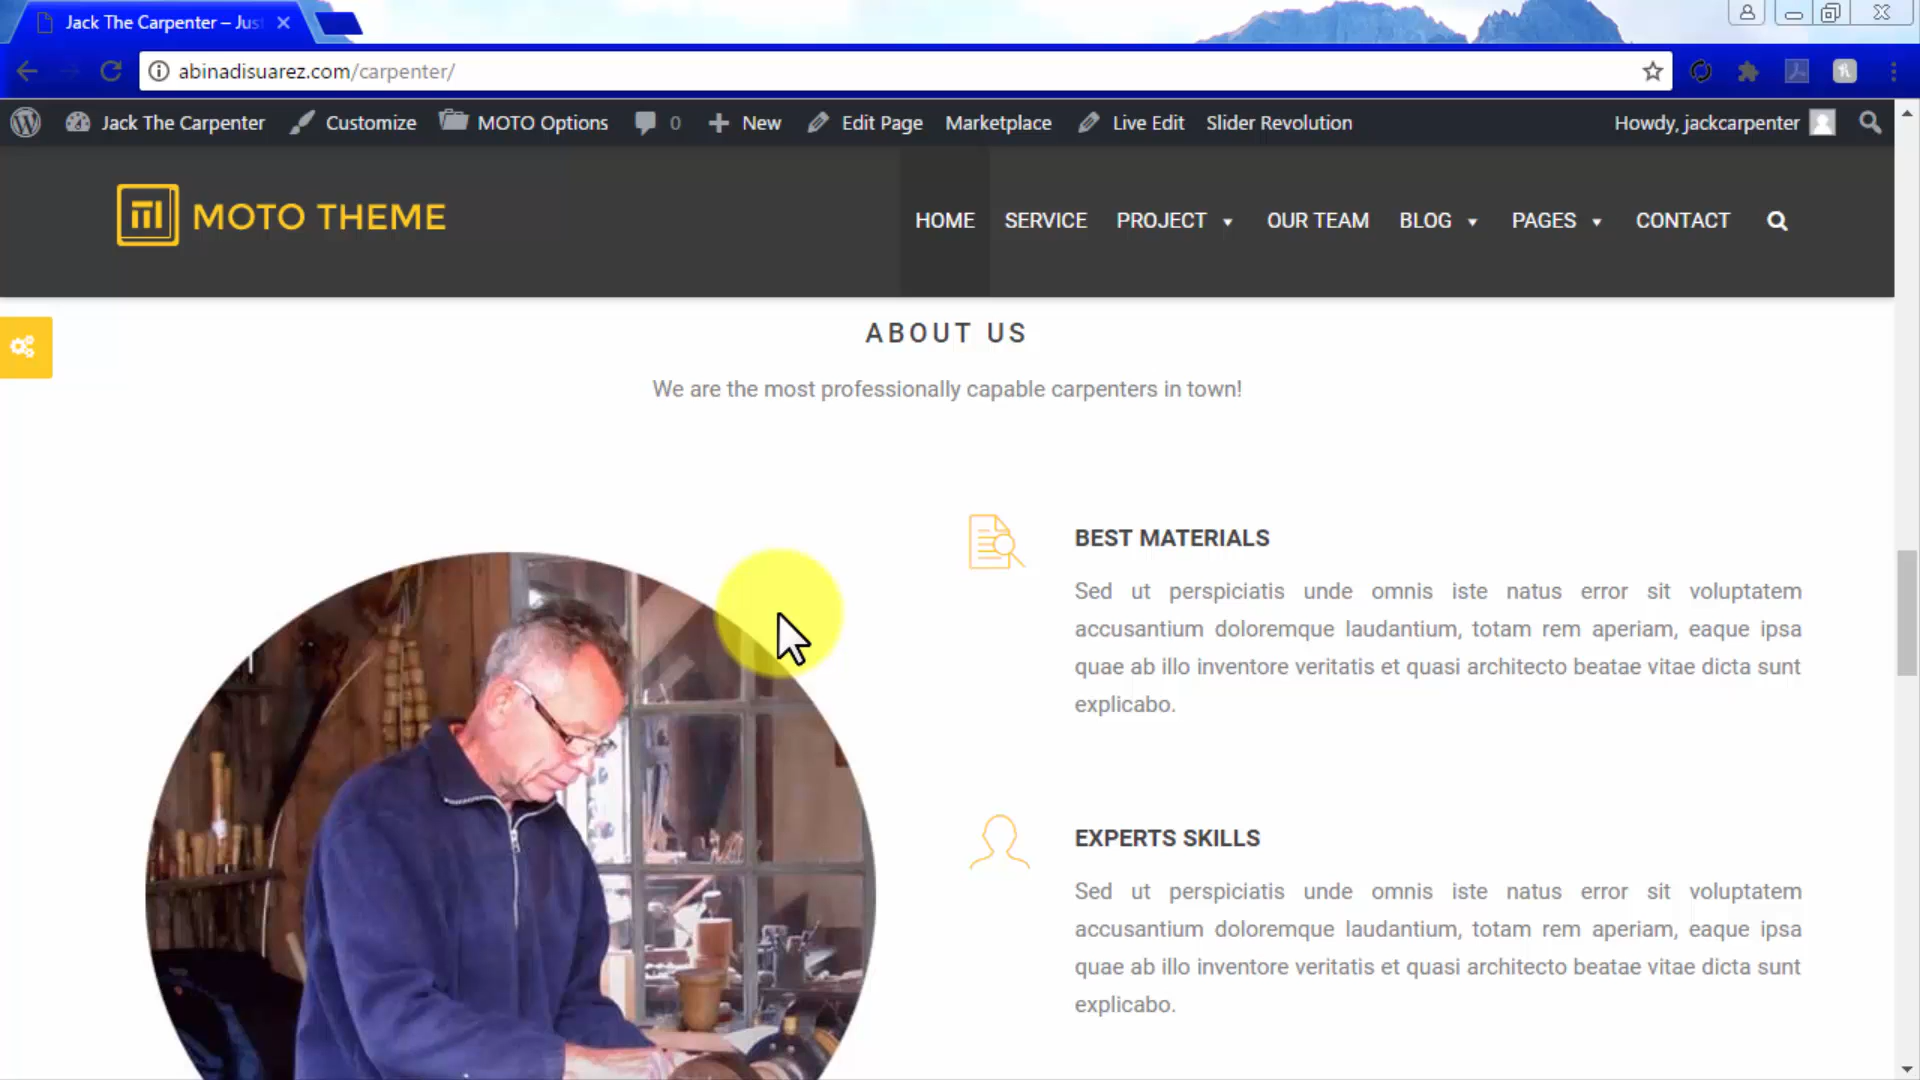 Jack The Carpenter – Jus
abinadisuarez.com/carpenter/
Jack The Carpenter Customize MOTO Options 0 New Edit Page Marketplace Live Edit Slider Revolution Howdy, jackcarpenter
MOTO THEME
HOME SERVICE PROJECT OUR TEAM BLOG PAGES CONTACT
ABOUT US
We are the most professionally capable carpenters in town!
BEST MATERIALS
Sed ut perspiciatis unde omnis iste natus error sit voluptatem
accusantium doloremque laudantium, totam rem aperiam, eaque ipsa
quae ab illo inventore veritatis et quasi architecto beatae vitae dicta sunt
explicabo.
EXPERTS SKILLS
Sed ut perspiciatis unde omnis iste natus error sit voluptatem
accusantium doloremque laudantium, totam rem aperiam, eaque ipsa
quae ab illo inventore veritatis et quasi architecto beatae vitae dicta sunt
explicabo.